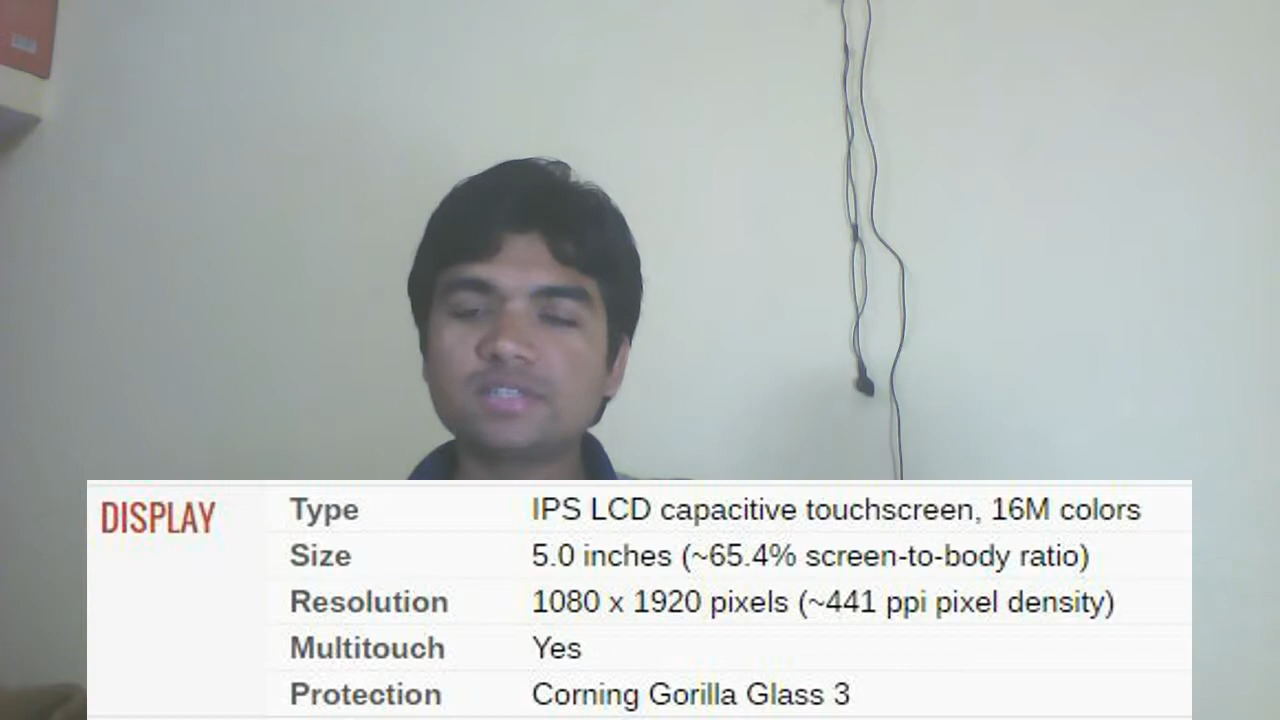 DISPLAY Type IPS LCD capacitive touchscreen, 16M colors
Size 5.0 inches (~65.4% screen-to-body ratio)
Resolution 1080 x 1920 pixels (~441 ppi pixel density)
Multitouch Yes
Protection Corning Gorilla Glass 3